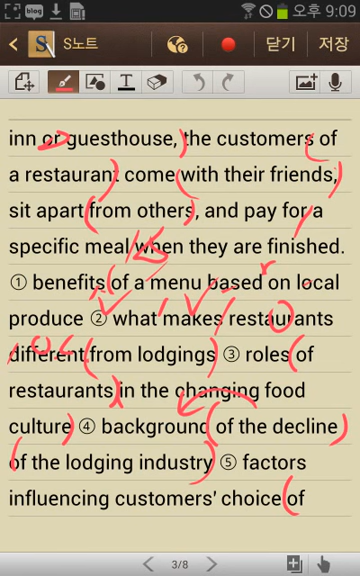 blog 오후 9:09
S S노트 닫기 저장
T
inn or guesthouse, the customers of
a restaurant come with their friends,
sit apart from others, and pay for a
specific meal when they are finished.
① benefits of a menu based on local
produce ② what makes restaurants
different from lodgings ③ roles of
restaurants in the changing food
culture ④ background of the decline
of the lodging industry ⑤ factors
influencing customers' choice of
3/8